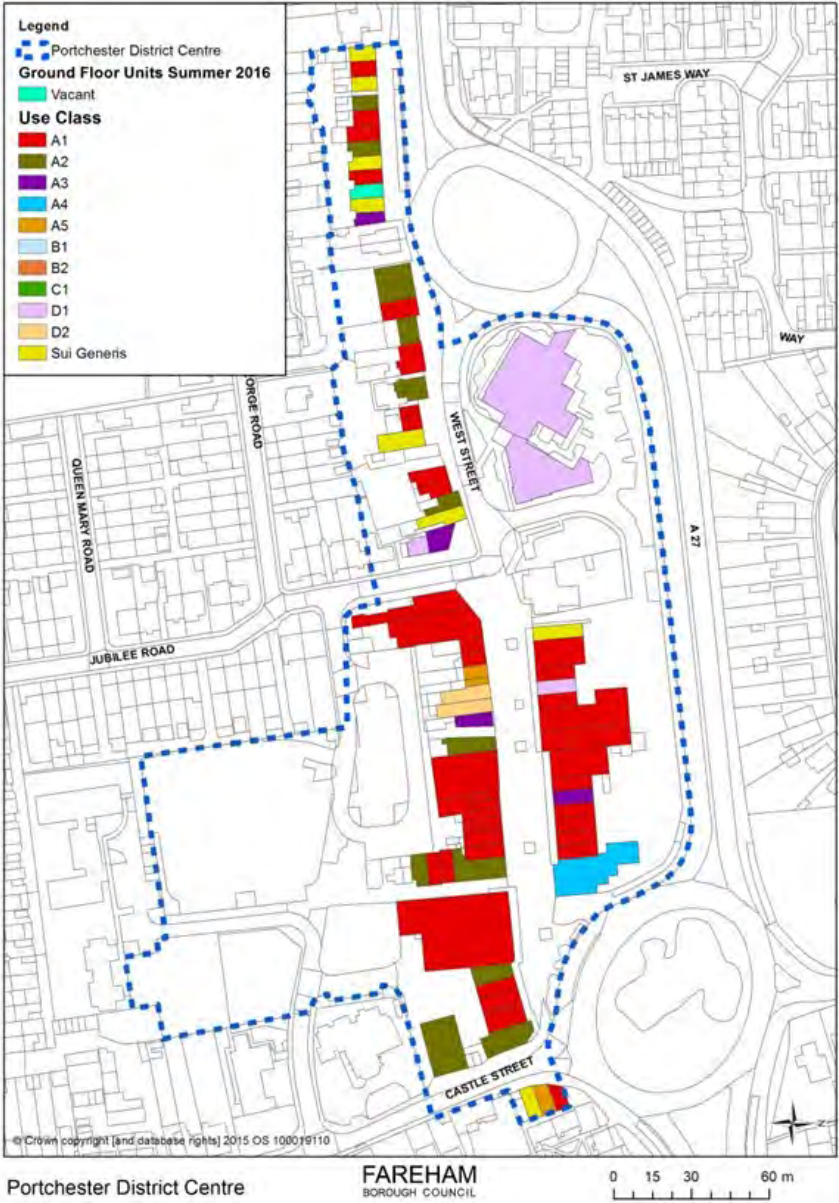 Legend
Portchester District Centre
Ground Floor Units Summer 2016
Vacant
Use Class
A1
A2
A3
A4
A5
B1
B2
C1
D1
D2
Sui Generis
ST JAMES WAY
WAY
ORGE ROAD
QUEEN MARY ROAD
WEST STREET
A 27
JUBILEE ROAD
CASTLE STREET
© Crown copyright [and database rights] 2015 OS 100019110
Portchester District Centre
FAREHAM
BOROUGH COUNCIL
0 15 30 60 m